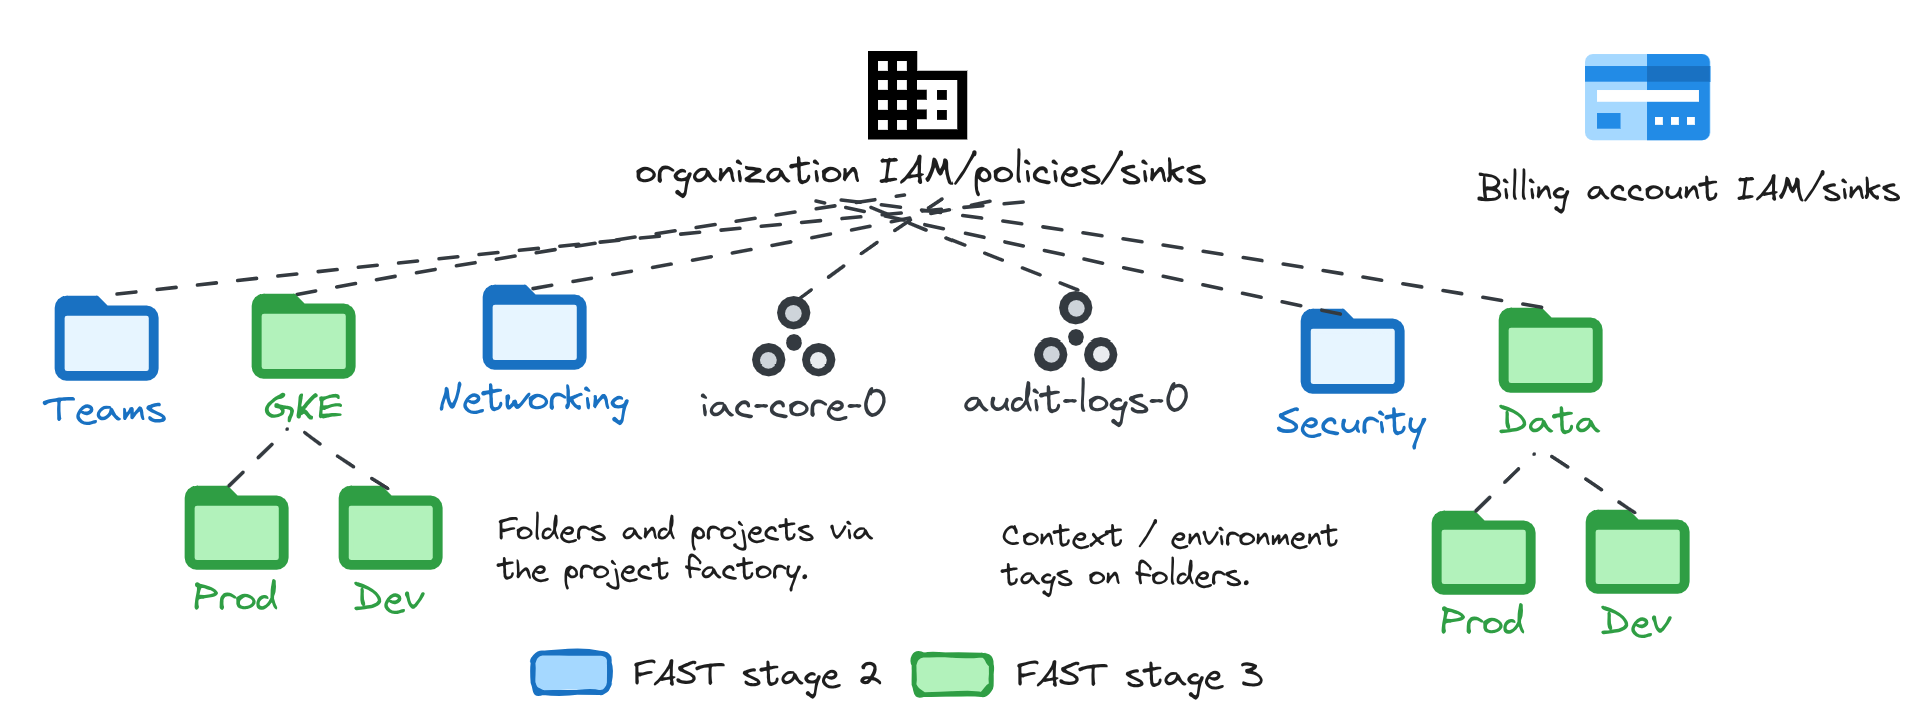 organization IAM/policies/sinks
Billing account IAM/sinks
Teams
GKE
Networking
iac-core-0
audit-logs-0
Security
Data
Prod
Dev
Folders and projects via
the project factory.
Context / environment
tags on folders.
Prod
Dev
FAST stage 2
FAST stage 3